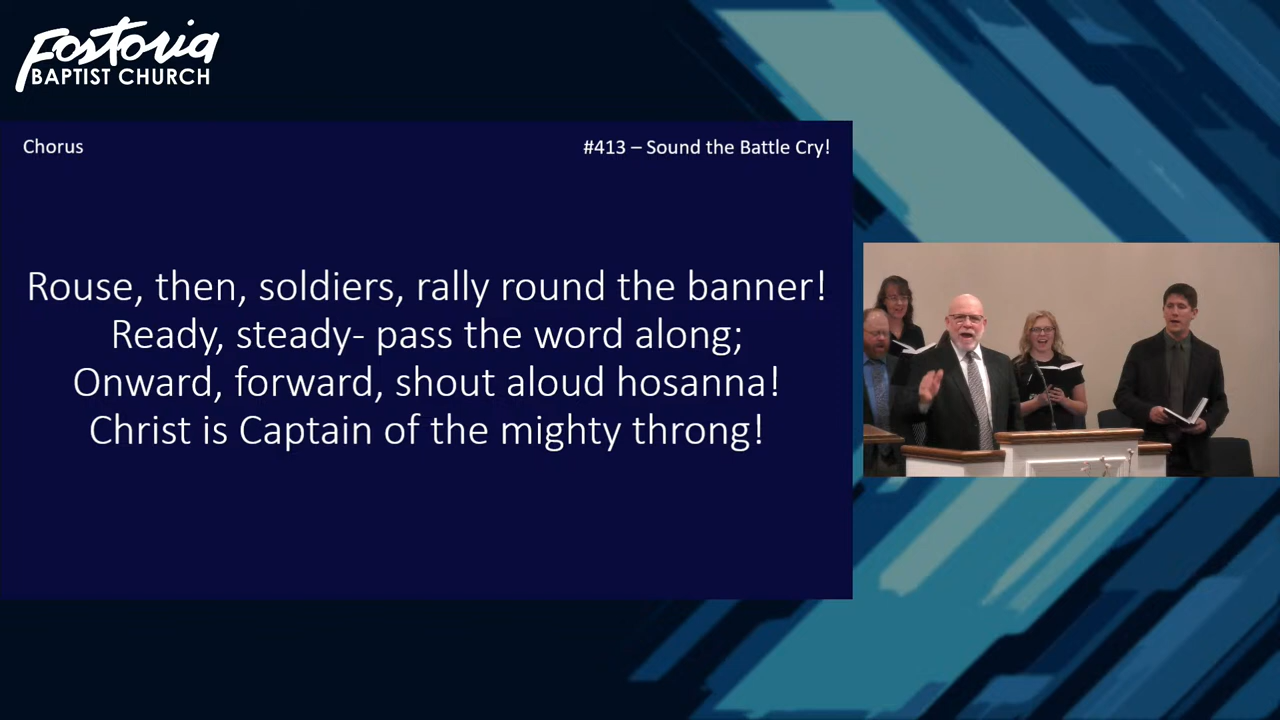 Fostoria
BAPTIST CHURCH
Chorus
#413 – Sound the Battle Cry!
Rouse, then, soldiers, rally round the banner!
Ready, steady- pass the word along;
Onward, forward, shout aloud hosanna!
Christ is Captain of the mighty throng!